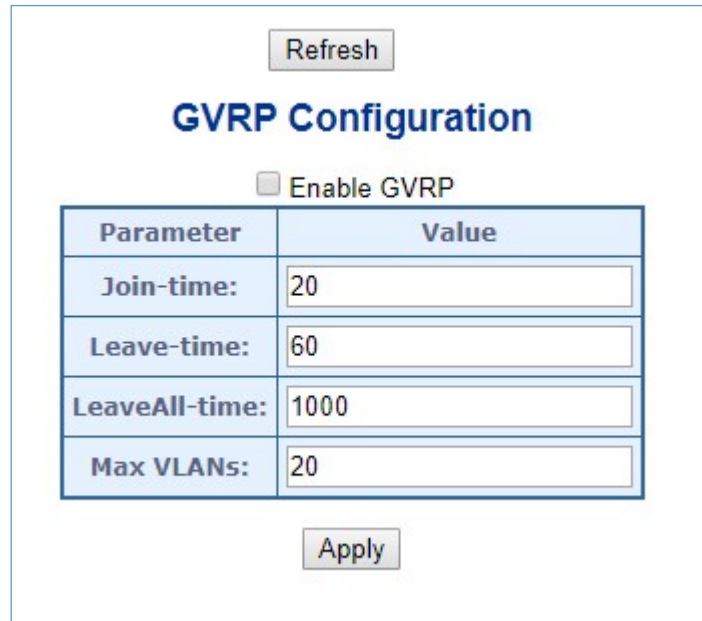 Refresh
GVRP Configuration
Enable GVRP
Parameter Value
Join-time: 20
Leave-time: 60
LeaveAll-time: 1000
Max VLANs: 20
Apply